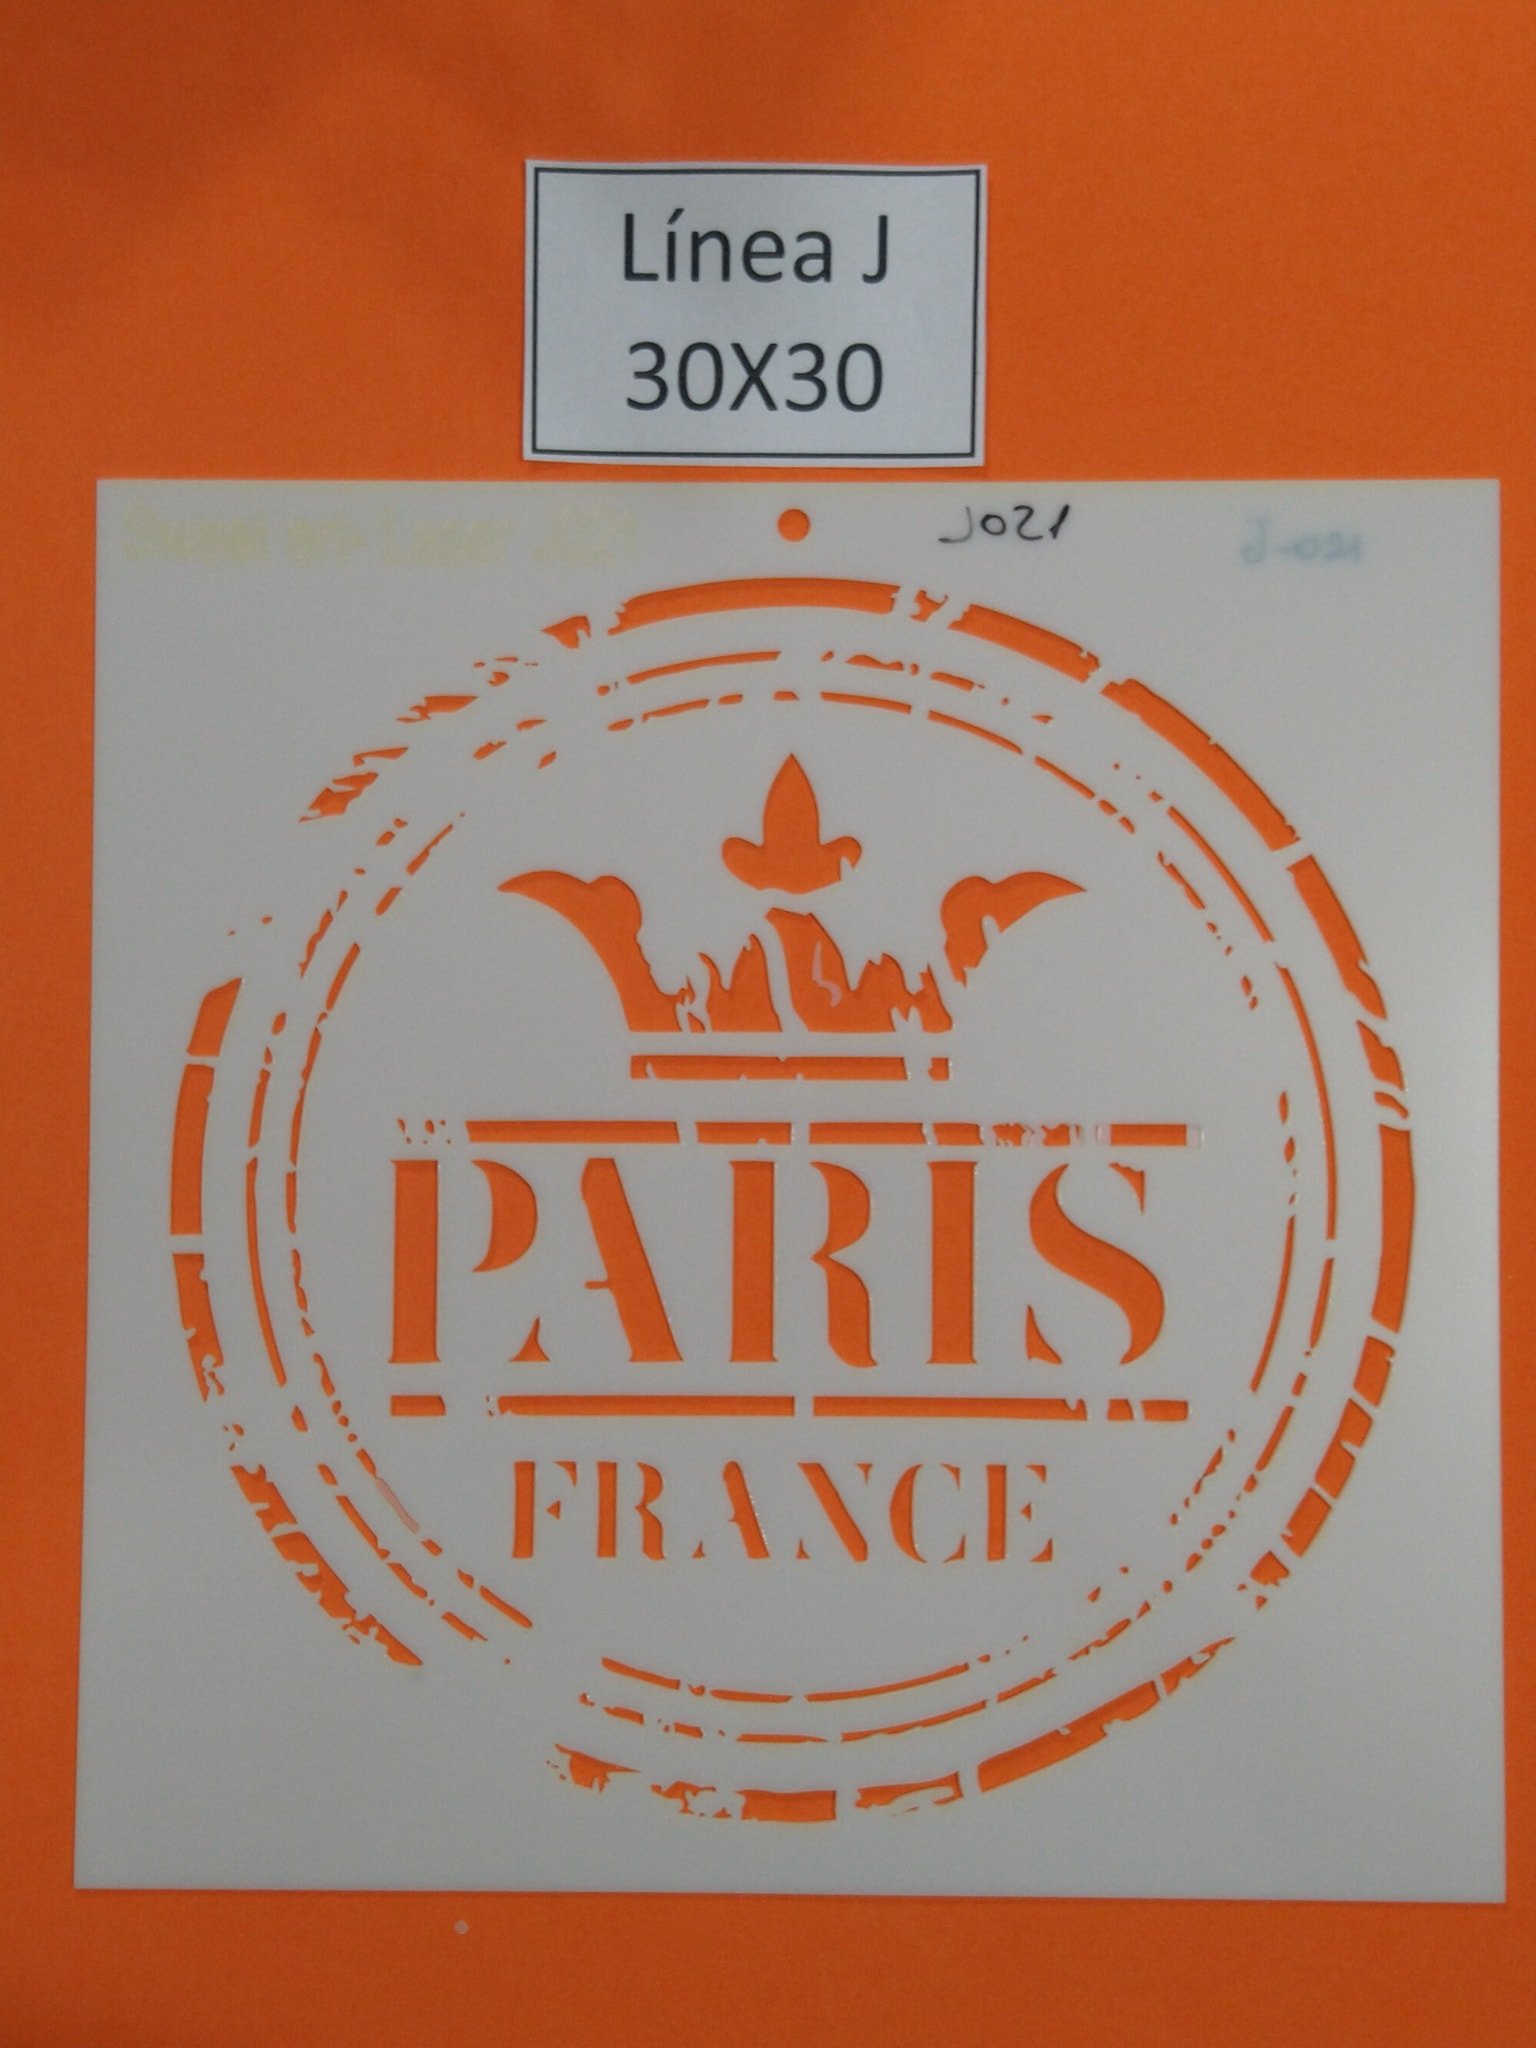 Línea J
30X30
J021
J-021
PARIS
FRANCE